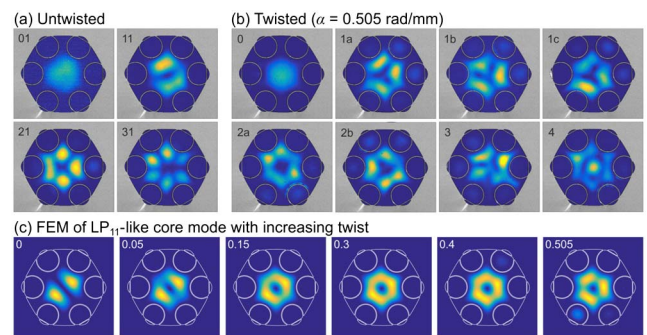 (a) Untwisted
(b) Twisted (α = 0.505 rad/mm)
01
11
0
1a
1b
1c
21
31
2a
2b
3
4
(c) FEM of LP₁₁-like core mode with increasing twist
0
0.05
0.15
0.3
0.4
0.505